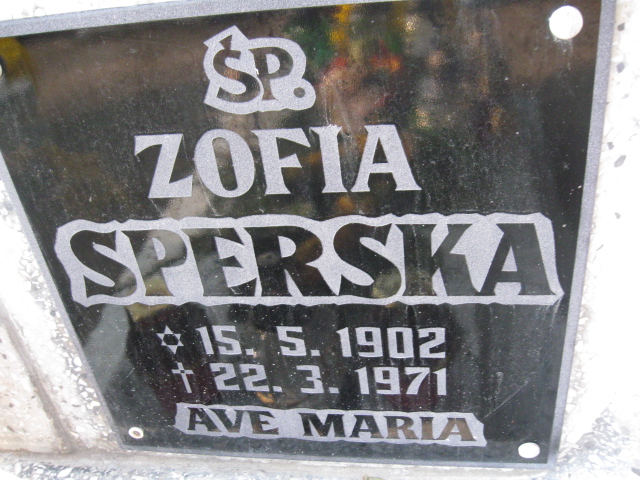 ŚP.
ZOFIA
SPERSKA
✡ 15. 5. 1902
† 22. 3. 1971
AVE MARIA